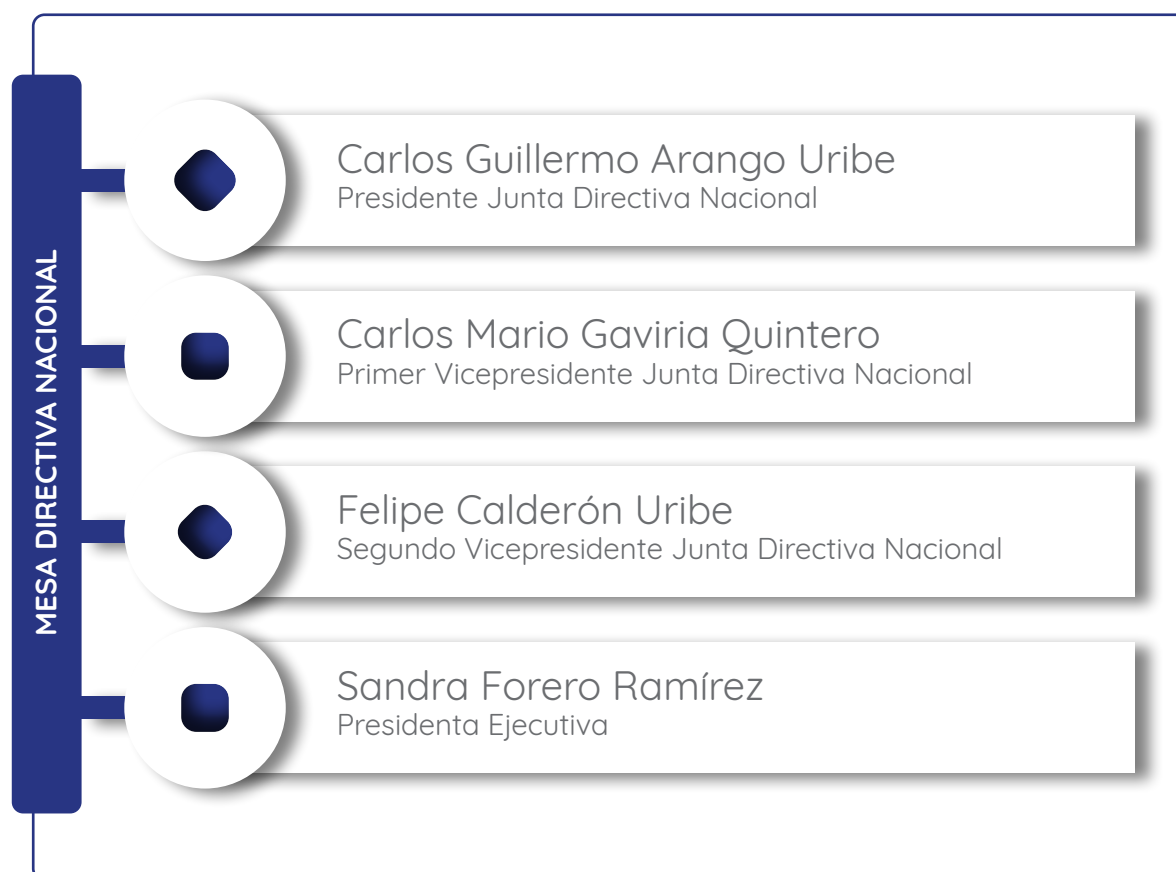 MESA DIRECTIVA NACIONAL
Carlos Guillermo Arango Uribe
Presidente Junta Directiva Nacional
Carlos Mario Gaviria Quintero
Primer Vicepresidente Junta Directiva Nacional
Felipe Calderón Uribe
Segundo Vicepresidente Junta Directiva Nacional
Sandra Forero Ramírez
Presidenta Ejecutiva